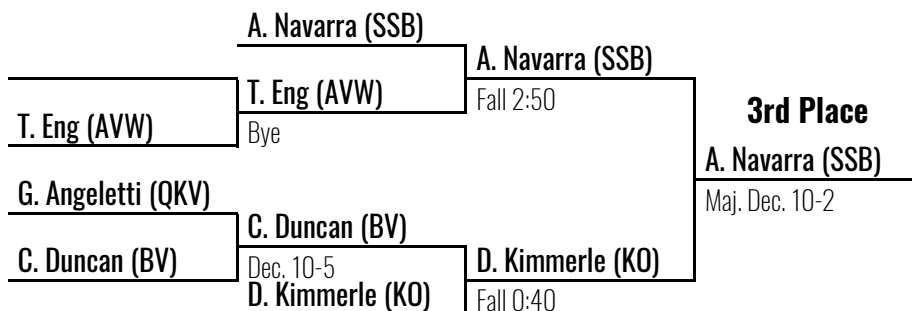 A. Navarra (SSB)
A. Navarra (SSB)
T. Eng (AVW)
Fall 2:50
3rd Place
T. Eng (AVW)
Bye
A. Navarra (SSB)
G. Angeletti (QKV)
Maj. Dec. 10-2
C. Duncan (BV)
C. Duncan (BV)
Dec. 10-5
D. Kimmerle (KO)
D. Kimmerle (KO)
Fall 0:40